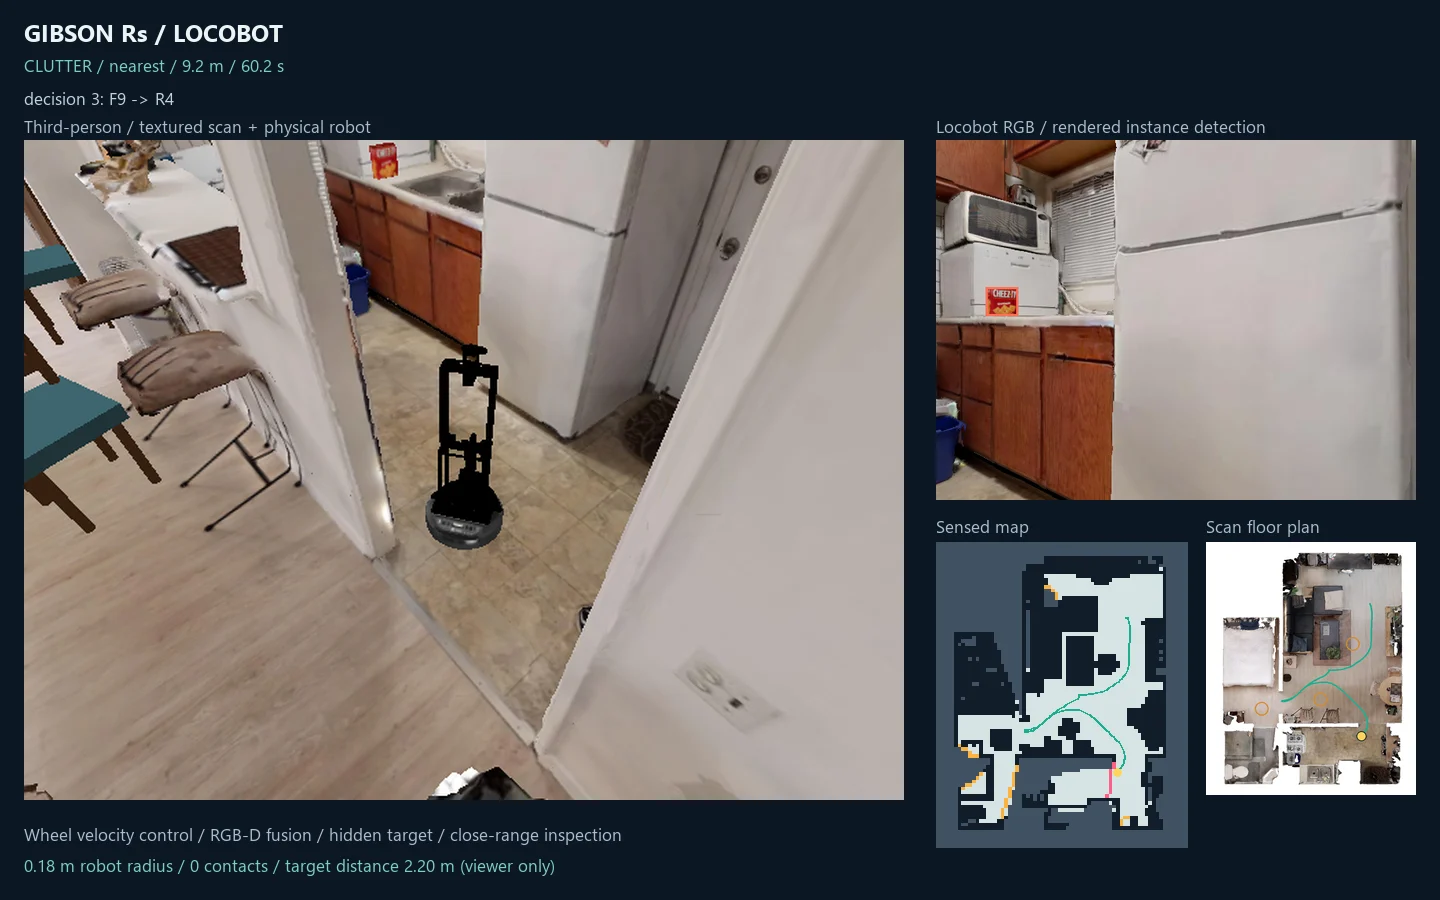 GIBSON Rs / LOCOBOT
CLUTTER / nearest / 9.2 m / 60.2 s
decision 3: F9 -> R4
Third-person / textured scan + physical robot
Locobot RGB / rendered instance detection
CHEEZ-IT
Sensed map
Scan floor plan
Wheel velocity control / RGB-D fusion / hidden target / close-range inspection
0.18 m robot radius / 0 contacts / target distance 2.20 m (viewer only)